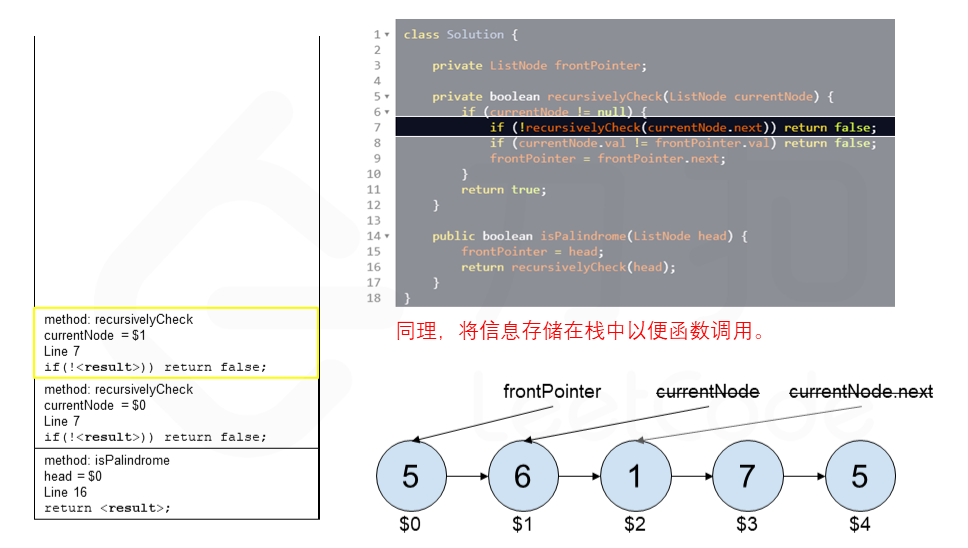 1 class Solution {
2
3 private ListNode frontPointer;
4
5 private boolean recursivelyCheck(ListNode currentNode) {
6 if (currentNode != null) {
7 if (!recursivelyCheck(currentNode.next)) return false;
8 if (currentNode.val != frontPointer.val) return false;
9 frontPointer = frontPointer.next;
10 }
11 return true;
12 }
13
14 public boolean isPalindrome(ListNode head) {
15 frontPointer = head;
16 return recursivelyCheck(head);
17 }
18 }
method: recursivelyCheck
currentNode = $1
Line 7
if(!<result>)) return false;
method: recursivelyCheck
currentNode = $0
Line 7
if(!<result>)) return false;
method: isPalindrome
head = $0
Line 16
return <result>;
同理，将信息存储在栈中以便函数调用。
frontPointer currentNode currentNode.next
5 6 1 7 5
$0 $1 $2 $3 $4
LeetCode